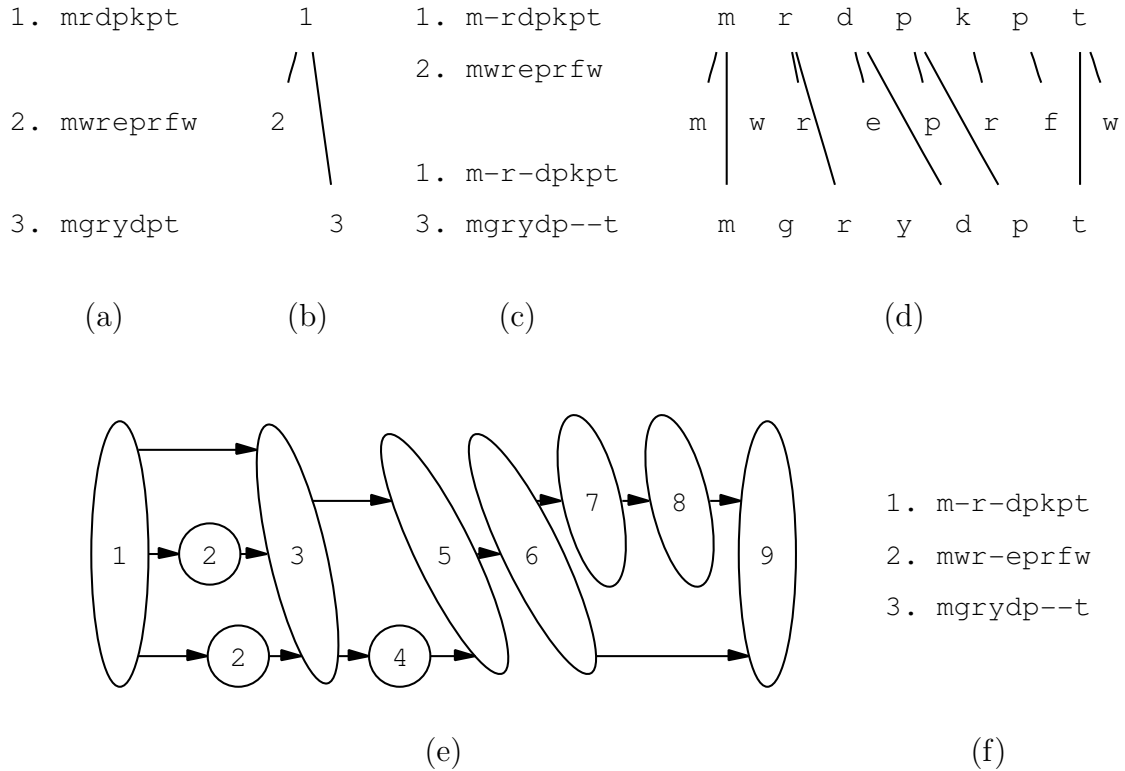 1. mrdpkpt
2. mwreprfw
3. mgrydpt
(a)
1
2
3
(b)
1. m-rdpkpt
2. mwreprfw
1. m-r-dpkpt
3. mgrydp--t
(c)
m r d p k p t
m w r e p r f w
m g r y d p t
(d)
1 2 3 5 6 7 8 9
2 4
(e)
1. m-r-dpkpt
2. mwr-eprfw
3. mgrydp--t
(f)